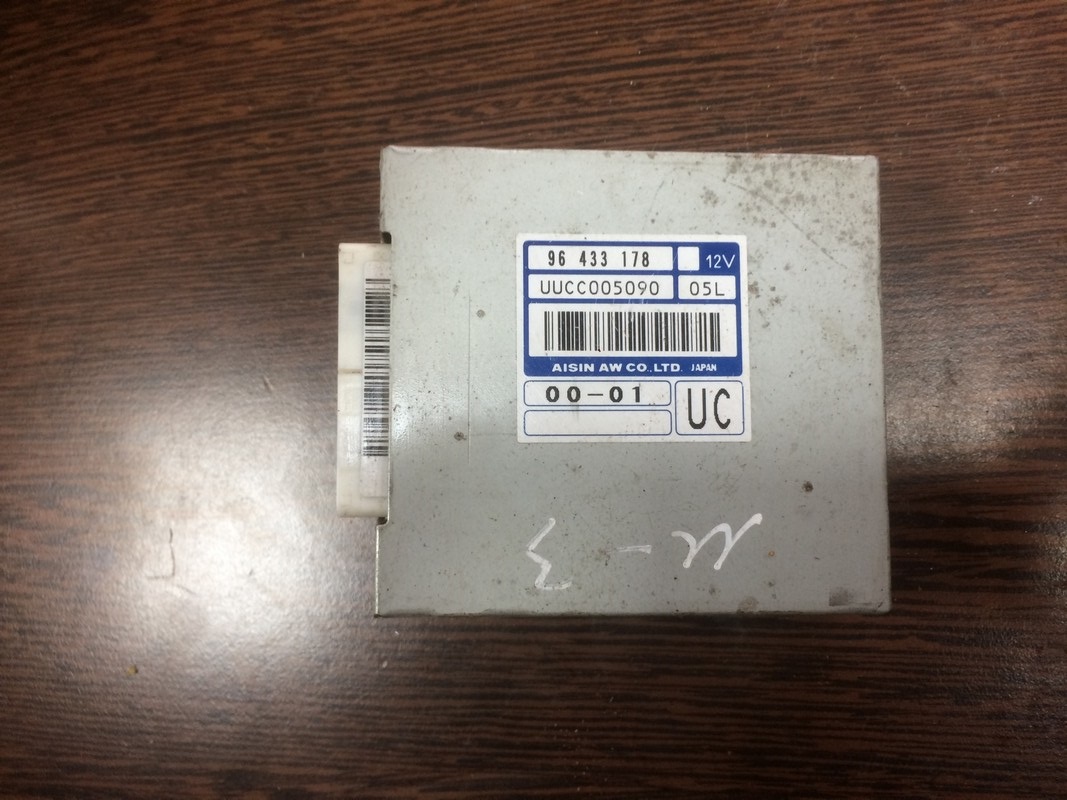 96 433 178 12V
UUCC005090 05L
AISIN AW CO.,LTD. JAPAN
00-01
UC